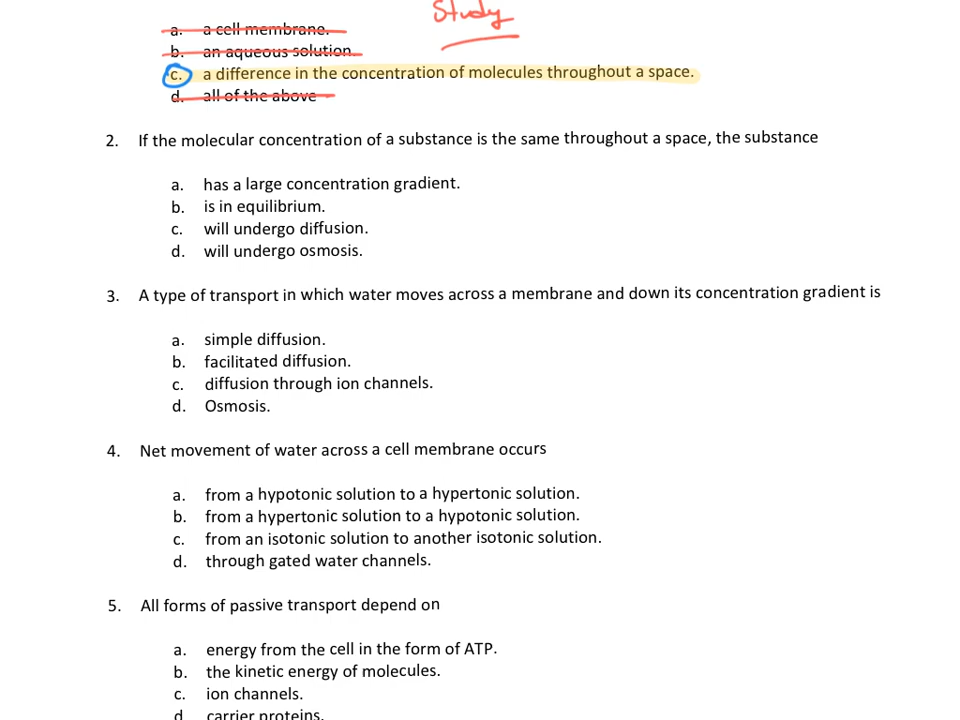 Study
a. a cell membrane.
b. an aqueous solution.
c. a difference in the concentration of molecules throughout a space.
d. all of the above
2. If the molecular concentration of a substance is the same throughout a space, the substance
a. has a large concentration gradient.
b. is in equilibrium.
c. will undergo diffusion.
d. will undergo osmosis.
3. A type of transport in which water moves across a membrane and down its concentration gradient is
a. simple diffusion.
b. facilitated diffusion.
c. diffusion through ion channels.
d. Osmosis.
4. Net movement of water across a cell membrane occurs
a. from a hypotonic solution to a hypertonic solution.
b. from a hypertonic solution to a hypotonic solution.
c. from an isotonic solution to another isotonic solution.
d. through gated water channels.
5. All forms of passive transport depend on
a. energy from the cell in the form of ATP.
b. the kinetic energy of molecules.
c. ion channels.
d. carrier proteins.